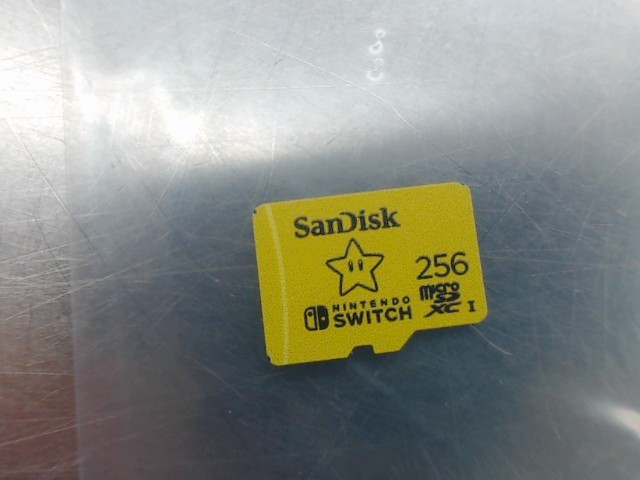 SanDisk
256
NINTENDO
SWITCH
micro
SD
XC I